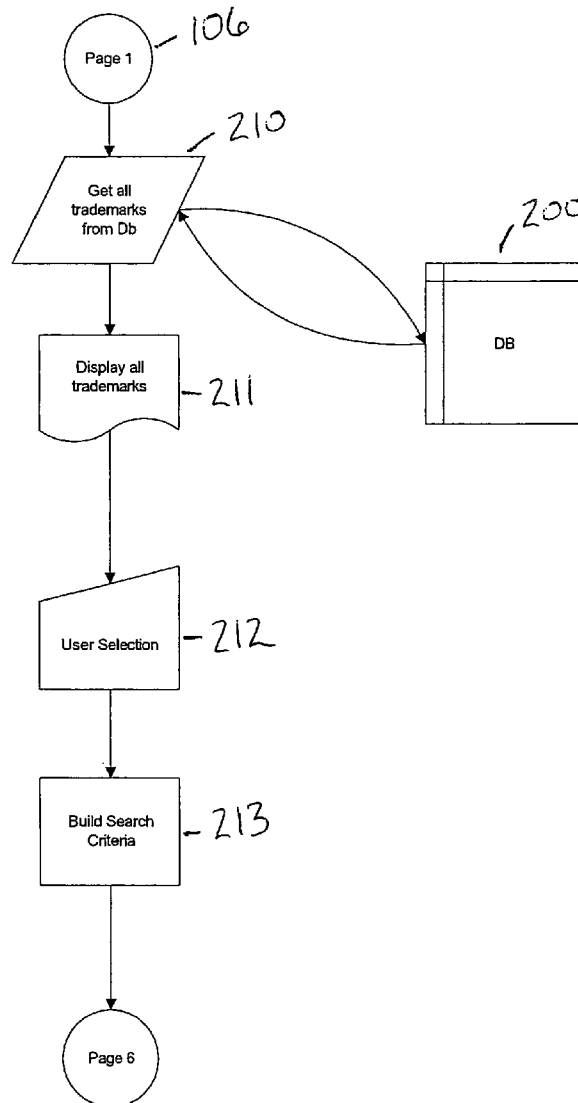 Page 1
106
210
Get all
trademarks
from Db
200
DB
Display all
trademarks
211
User Selection
212
Build Search
Criteria
213
Page 6